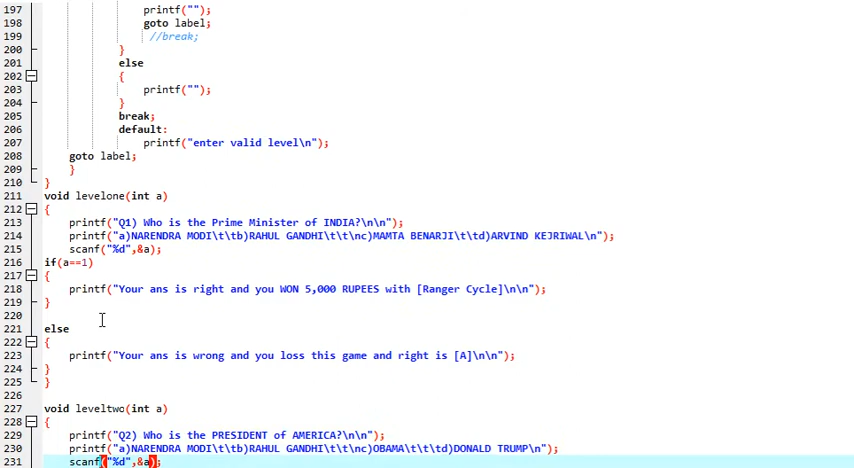 197 printf("");
198 goto label;
199 //break;
200 }
201 else
202 {
203 printf("");
204 }
205 break;
206 default:
207 printf("enter valid level\n");
208 goto label;
209 }
210 }
211 void levelone(int a)
212 {
213 printf("Q1) Who is the Prime Minister of INDIA?\n\n");
214 printf("a)NARENDRA MODI\t\tb)RAHUL GANDHI\t\t\nc)MAMTA BENARJI\t\td)ARVIND KEJRIWAL\n");
215 scanf("%d",&a);
216 if(a==1)
217 {
218 printf("Your ans is right and you WON 5,000 RUPEES with [Ranger Cycle]\n\n");
219 }
220
221 else
222 {
223 printf("Your ans is wrong and you loss this game and right is [A]\n\n");
224 }
225 }
226
227 void leveltwo(int a)
228 {
229 printf("Q2) Who is the PRESIDENT of AMERICA?\n\n");
230 printf("a)NARENDRA MODI\t\tb)RAHUL GANDHI\t\t\nc)OBAMA\t\t\td)DONALD TRUMP\n");
231 scanf("%d",&a);